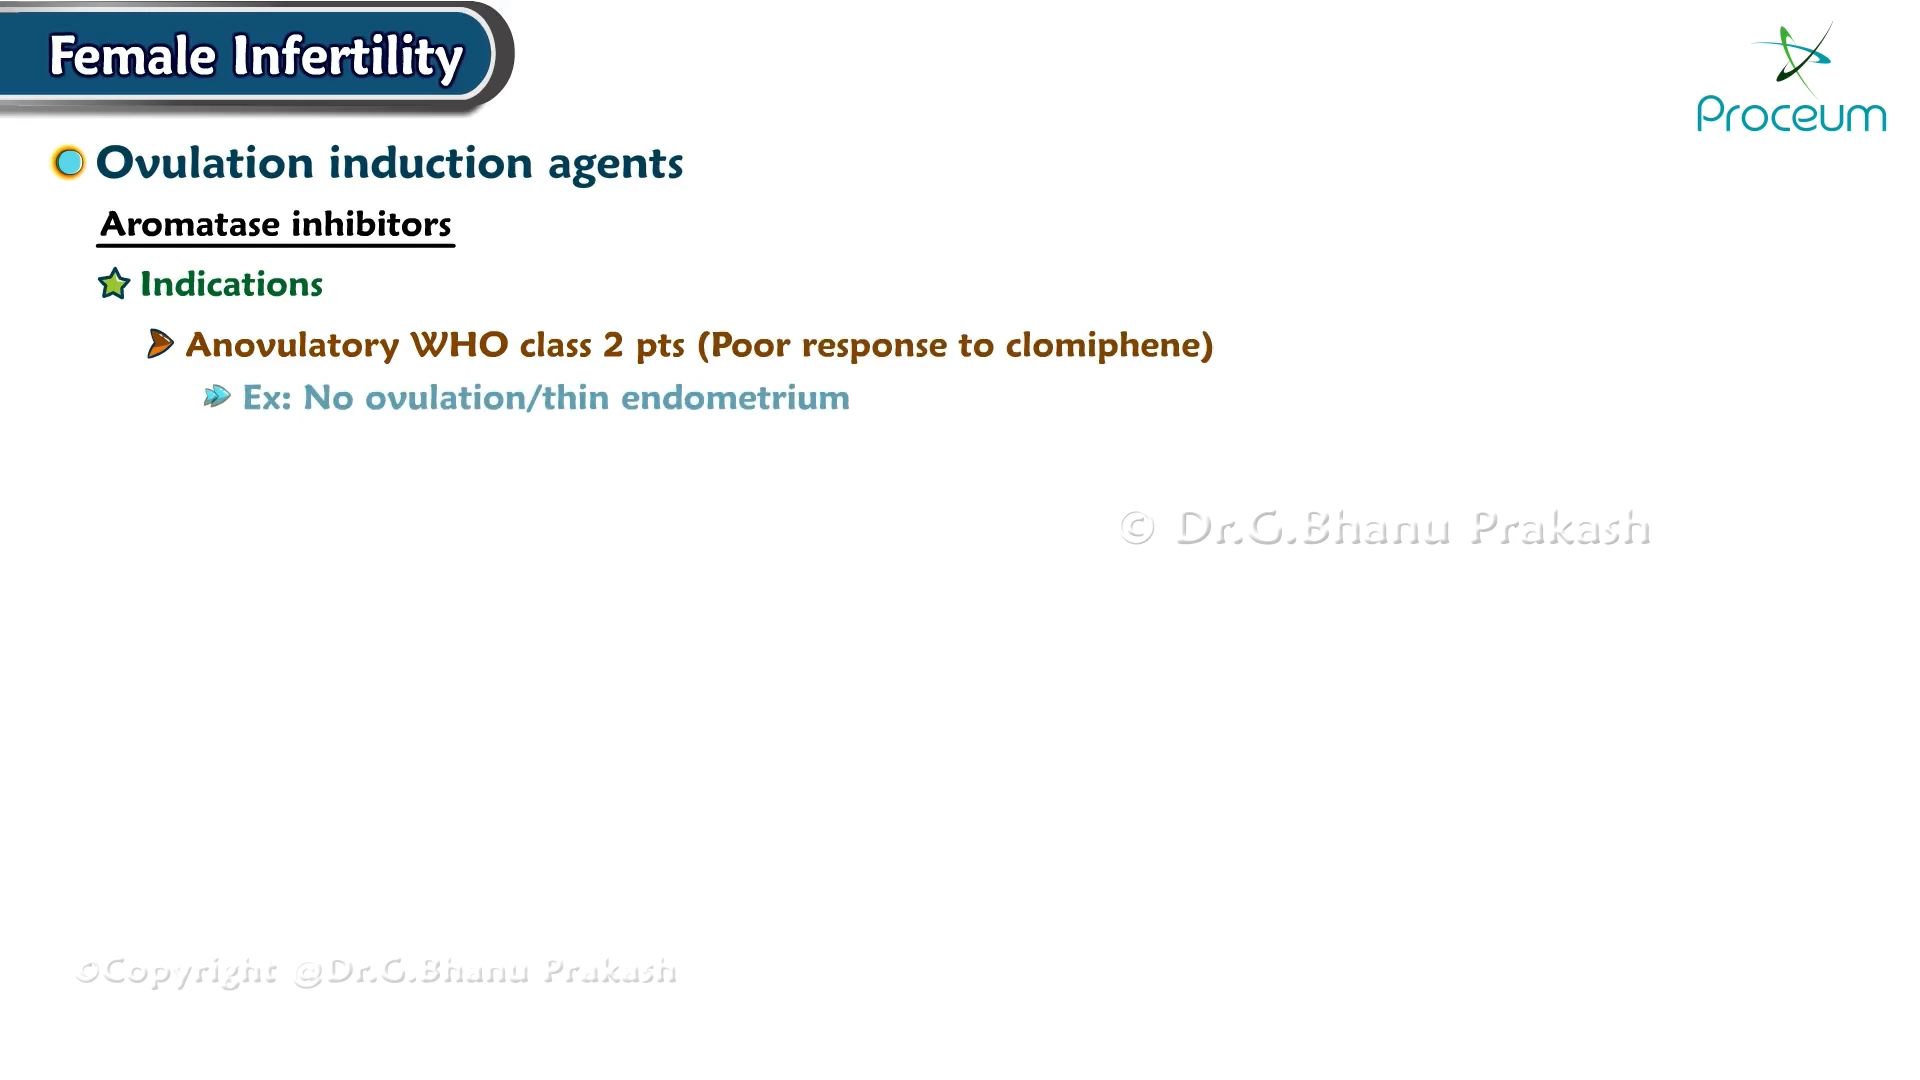 Female Infertility
Proceum
Ovulation induction agents
Aromatase inhibitors
Indications
Anovulatory WHO class 2 pts (Poor response to clomiphene)
Ex: No ovulation/thin endometrium
© Dr.G.Bhanu Prakash
©Copyright @Dr.G.Bhanu Prakash